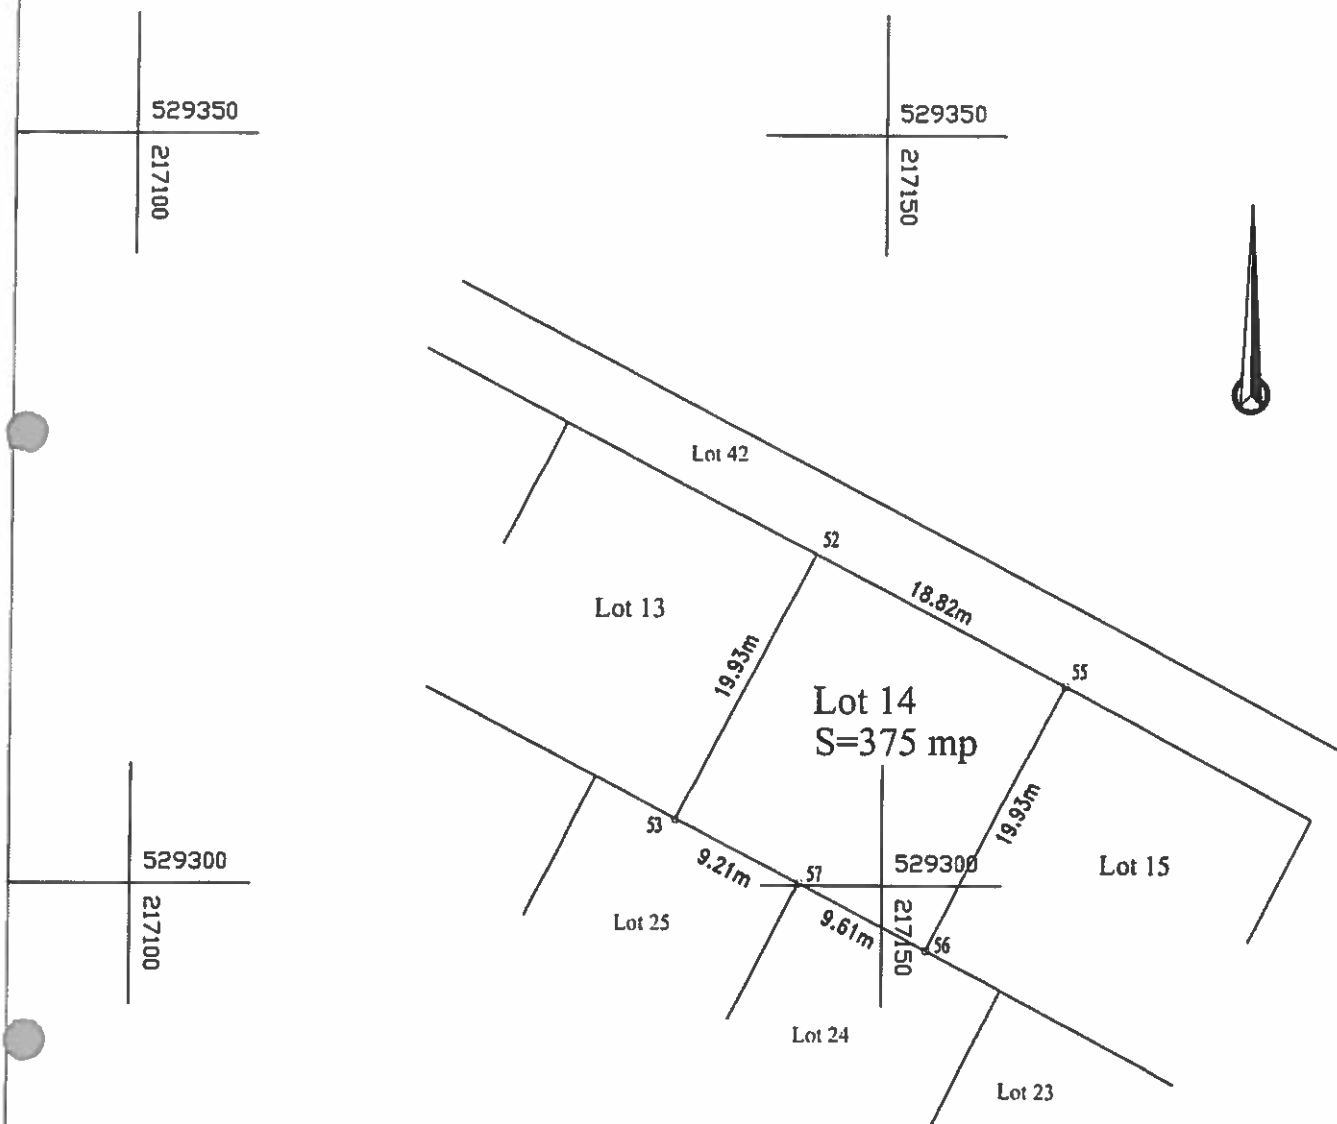 529350
217100
529350
217150
Lot 42
52
18.82m
Lot 13
19.93m
55
Lot 14
S=375 mp
19.93m
53
9.21m
57
529300
217150
9.61m
56
Lot 15
529300
217100
Lot 25
Lot 24
Lot 23